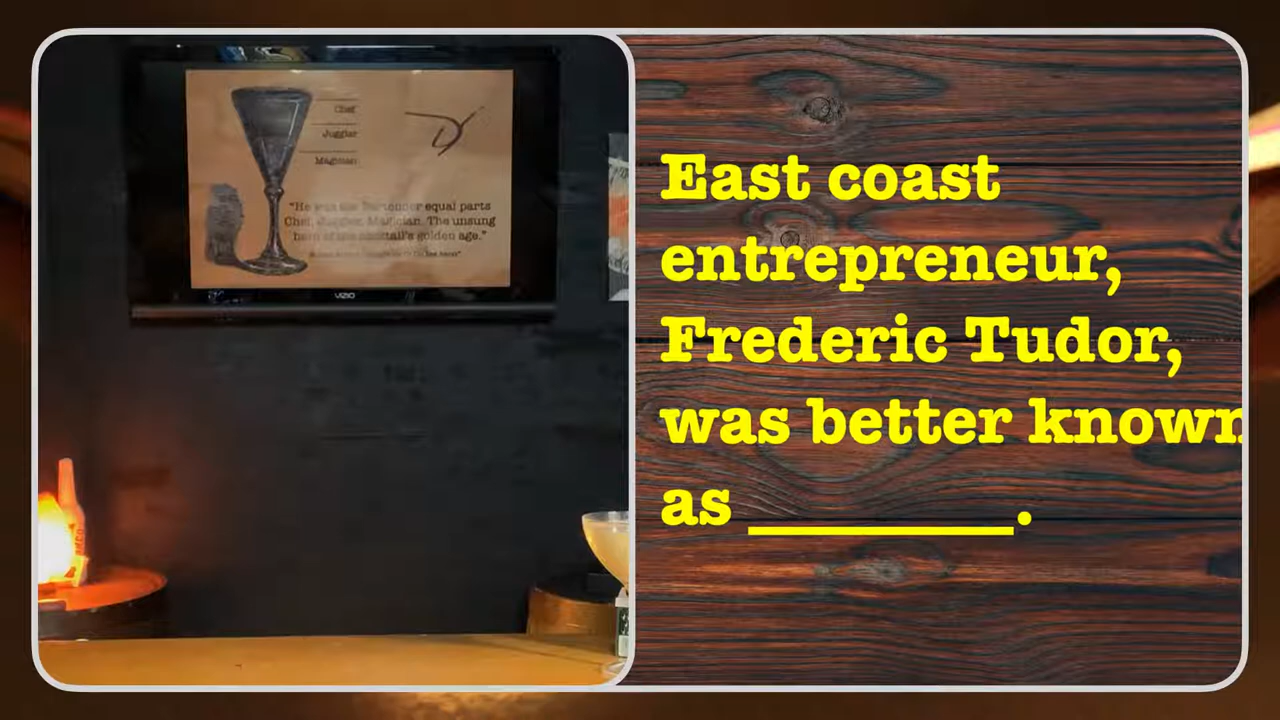 Chef
Juggler
Magician
"He was the Bartender equal parts
Chef, Juggler, Magician. The unsung
hero of the cocktail's golden age."
VIZIO
East coast
entrepreneur,
Frederic Tudor,
was better known
as ________.